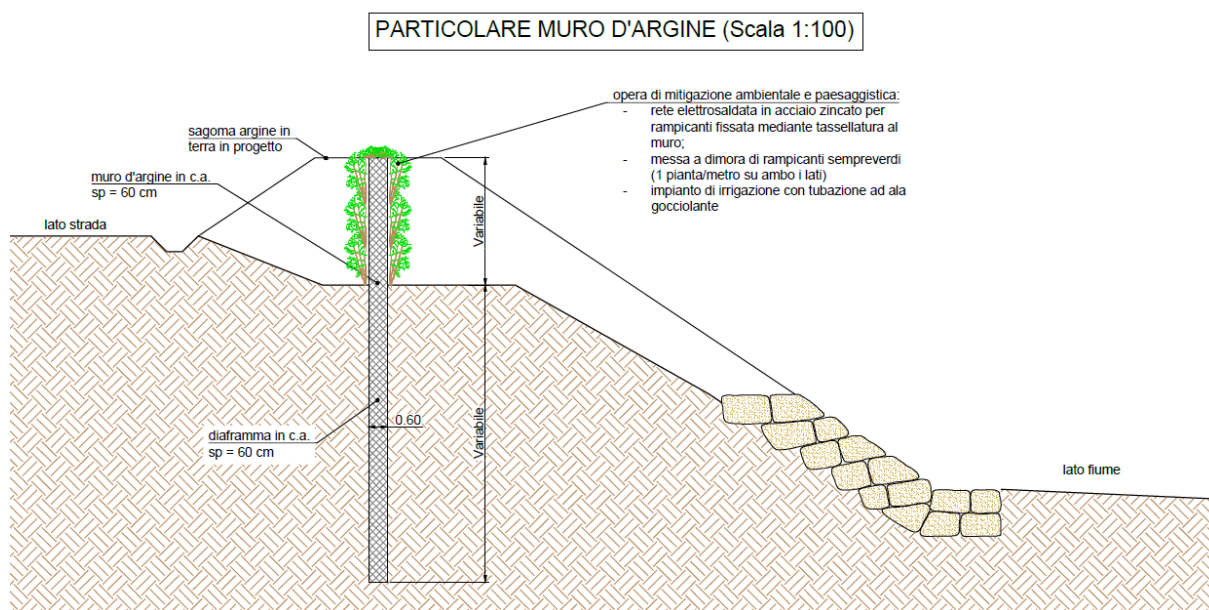 PARTICOLARE MURO D'ARGINE (Scala 1:100)
opera di mitigazione ambientale e paesaggistica:
- rete elettrosaldata in acciaio zincato per
rampicanti fissata mediante tassellatura al
muro;
- messa a dimora di rampicanti sempreverdi
(1 pianta/metro su ambo i lati)
- impianto di irrigazione con tubazione ad ala
gocciolante
sagoma argine in
terra in progetto
muro d'argine in c.a.
sp = 60 cm
lato strada
Variabile
Variabile
0.60
diaframma in c.a.
sp = 60 cm
lato fiume